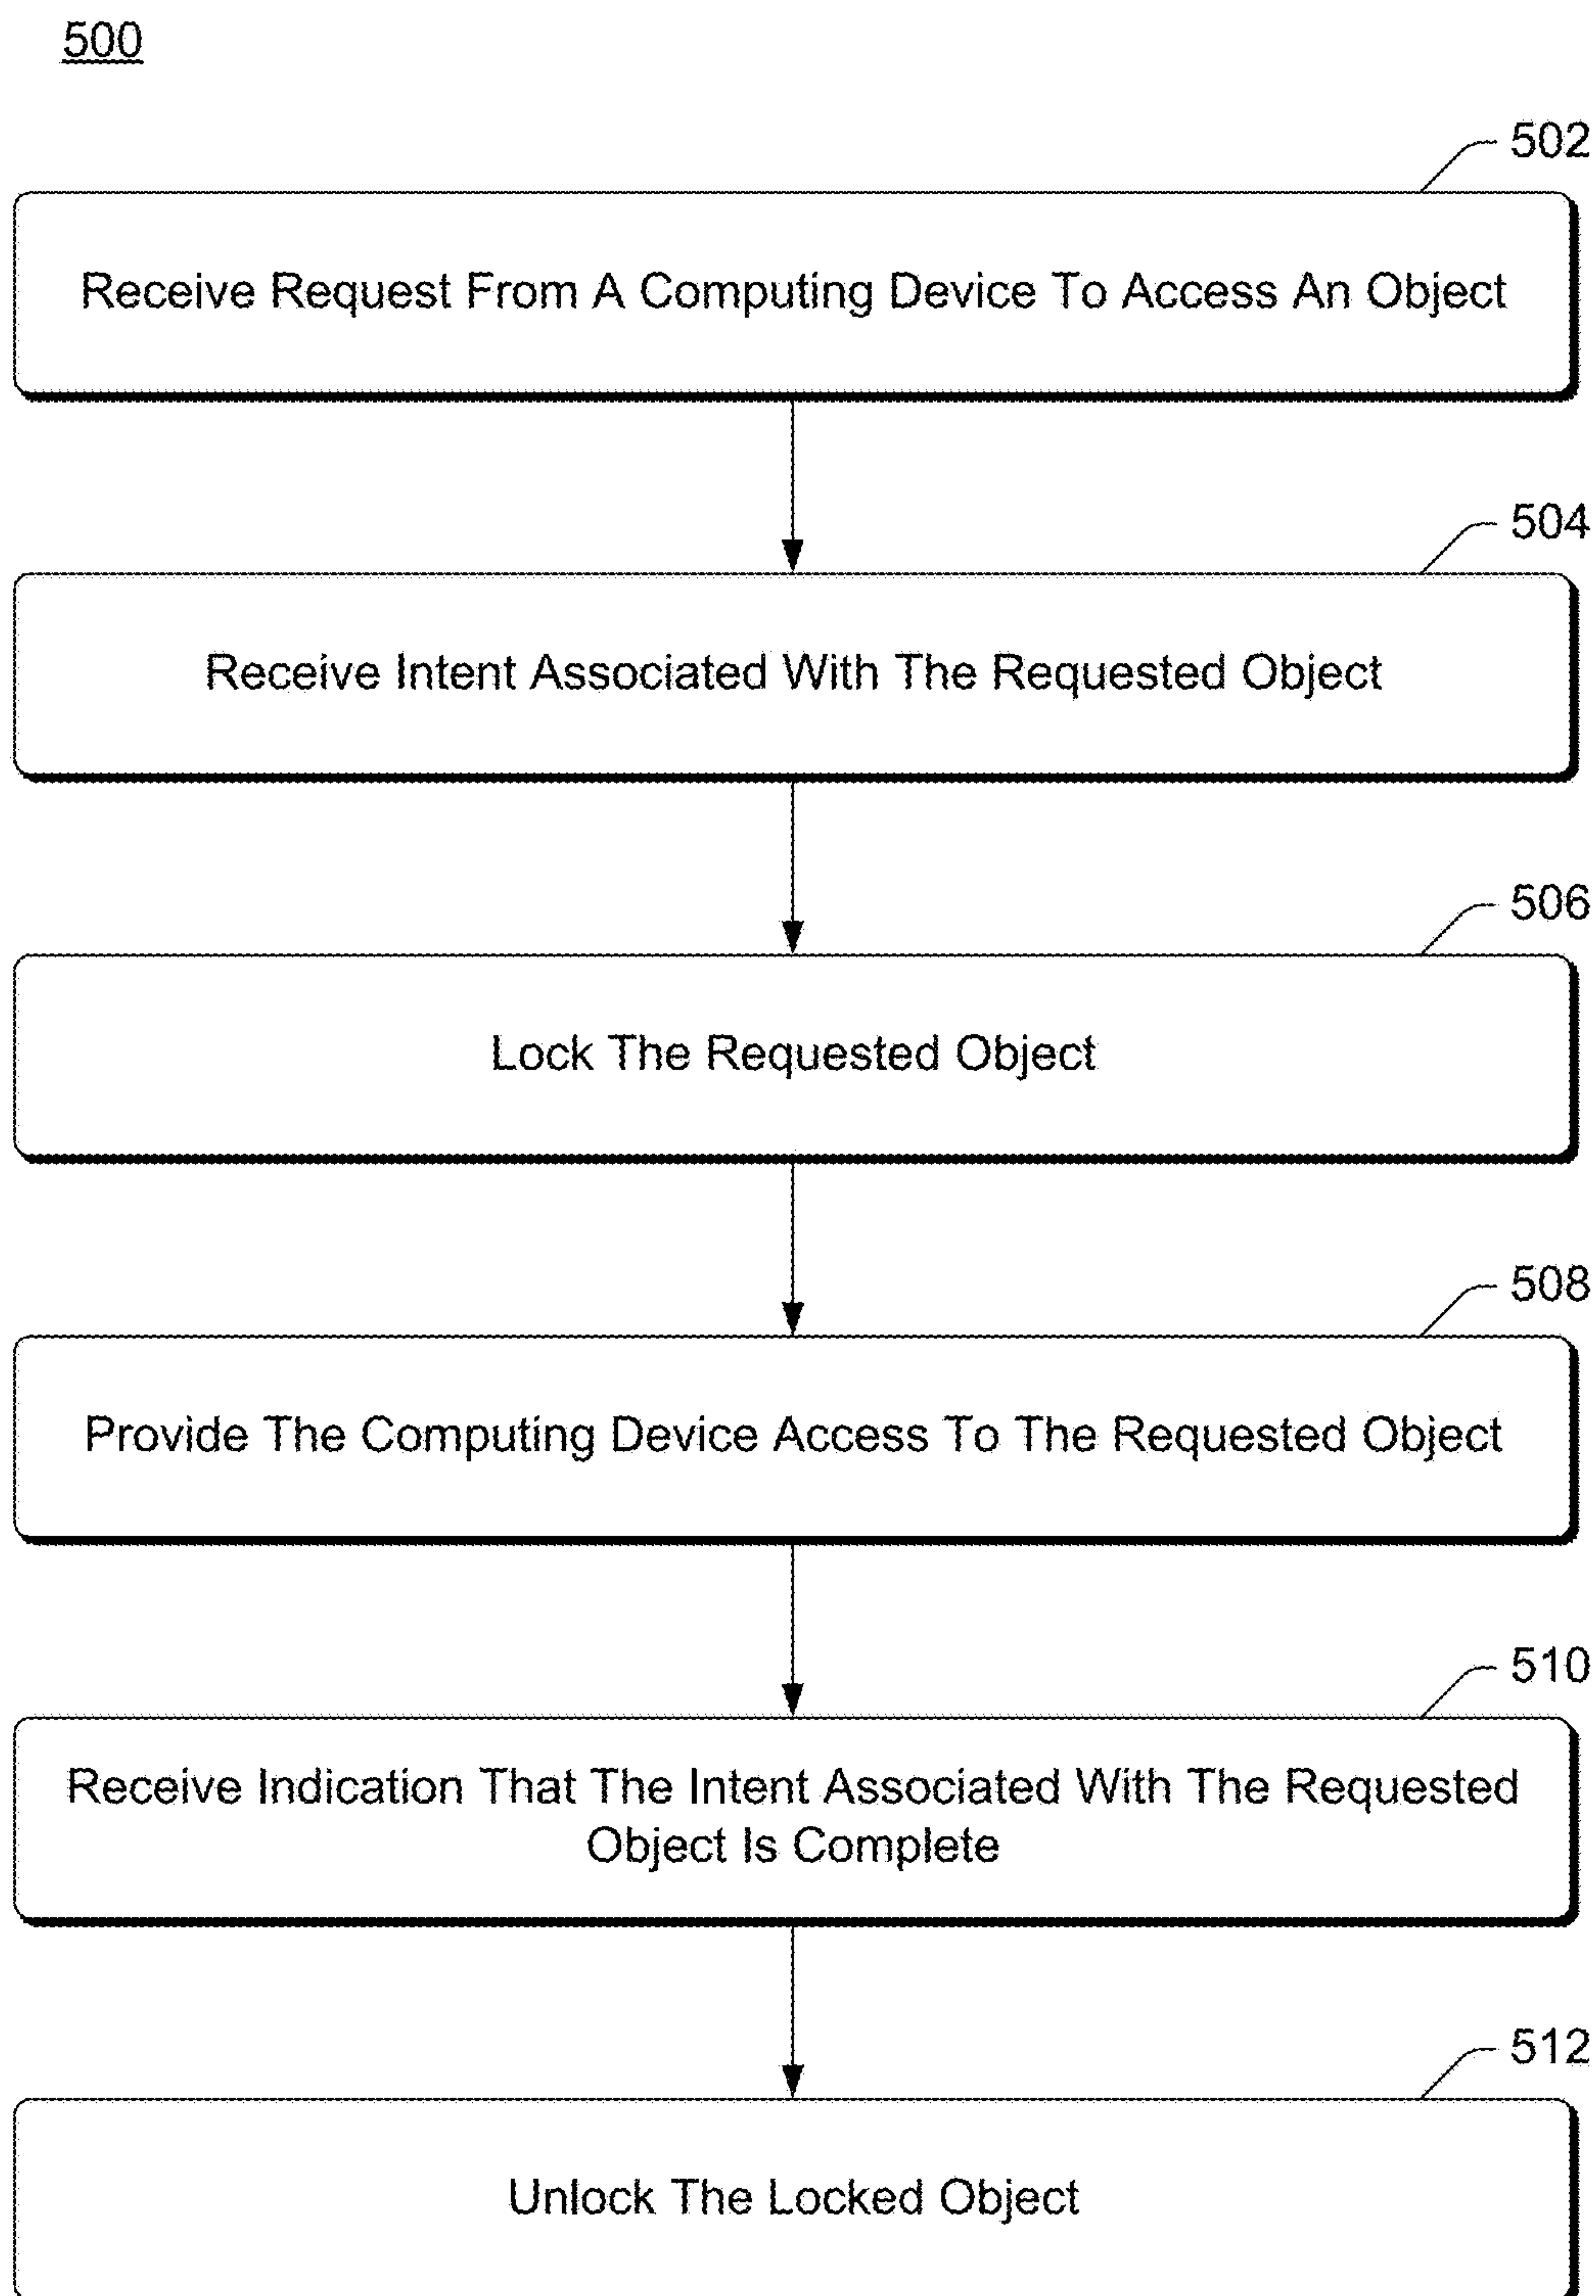 500
502
Receive Request From A Computing Device To Access An Object
504
Receive Intent Associated With The Requested Object
506
Lock The Requested Object
508
Provide The Computing Device Access To The Requested Object
510
Receive Indication That The Intent Associated With The Requested
Object Is Complete
512
Unlock The Locked Object